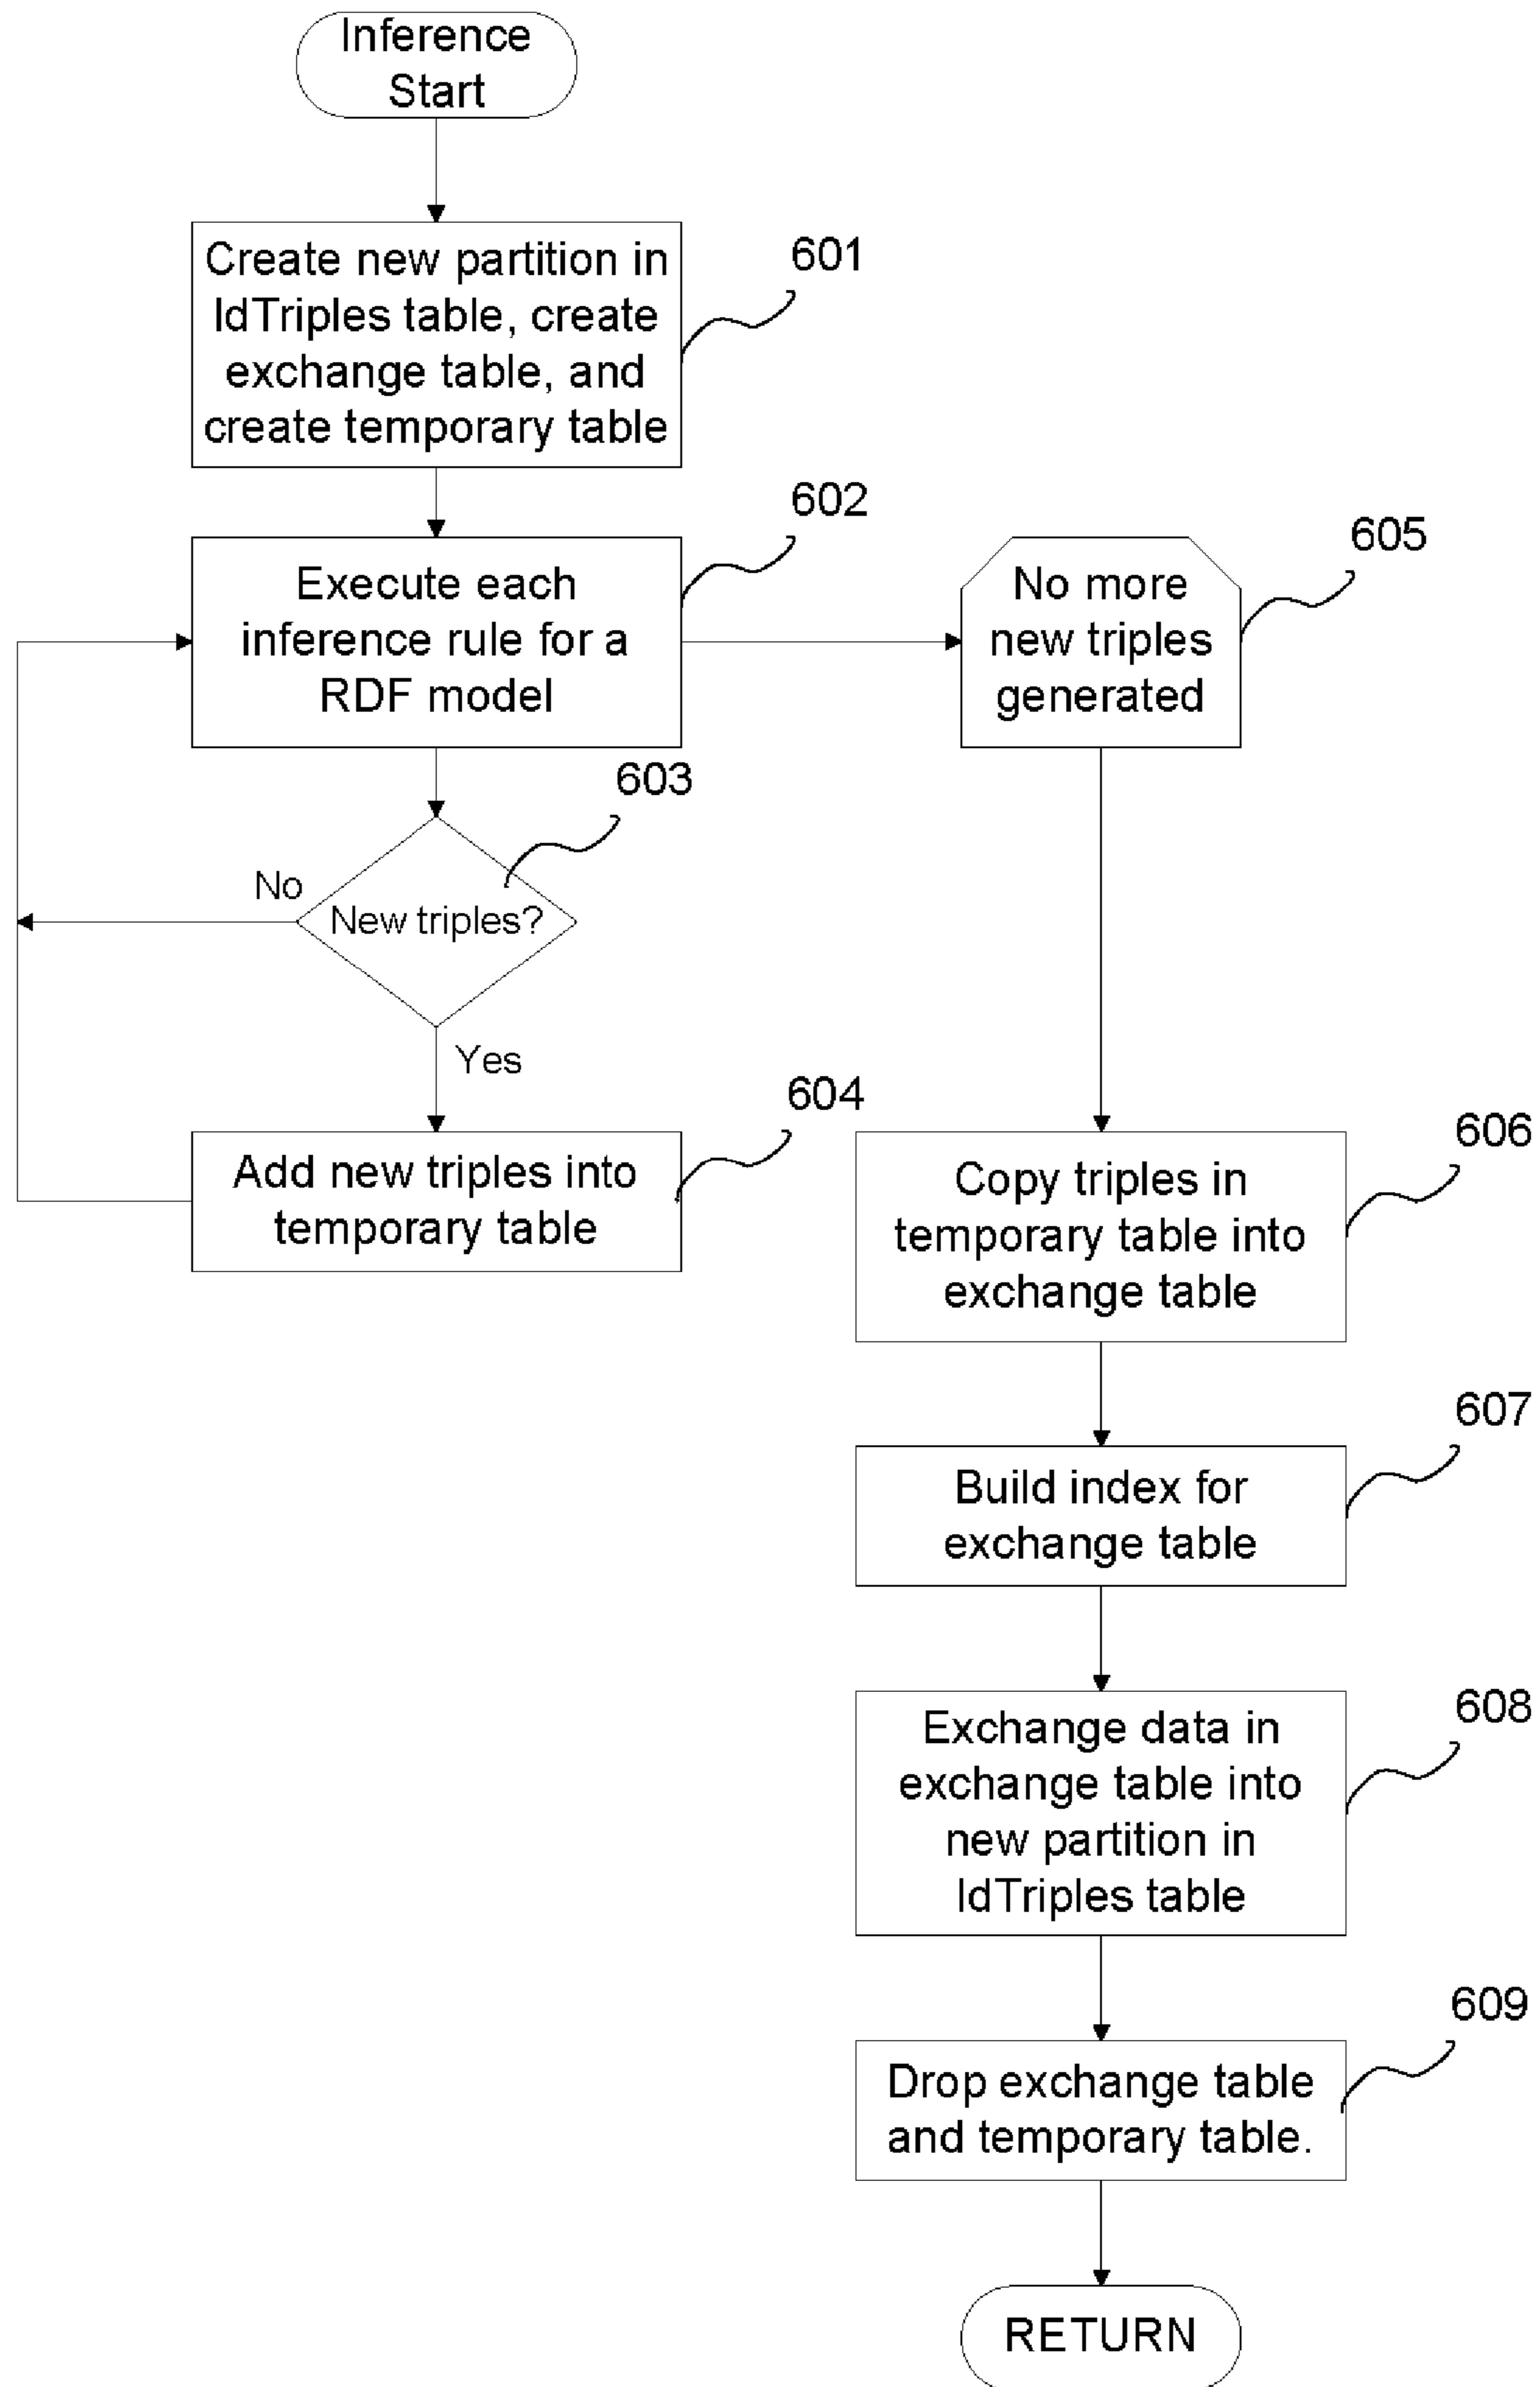 Inference
Start
Create new partition in
IdTriples table, create
exchange table, and
create temporary table
601
Execute each
inference rule for a
RDF model
602
No more
new triples
generated
605
603
New triples?
No
Yes
Add new triples into
temporary table
604
Copy triples in
temporary table into
exchange table
606
Build index for
exchange table
607
Exchange data in
exchange table into
new partition in
IdTriples table
608
Drop exchange table
and temporary table.
609
RETURN